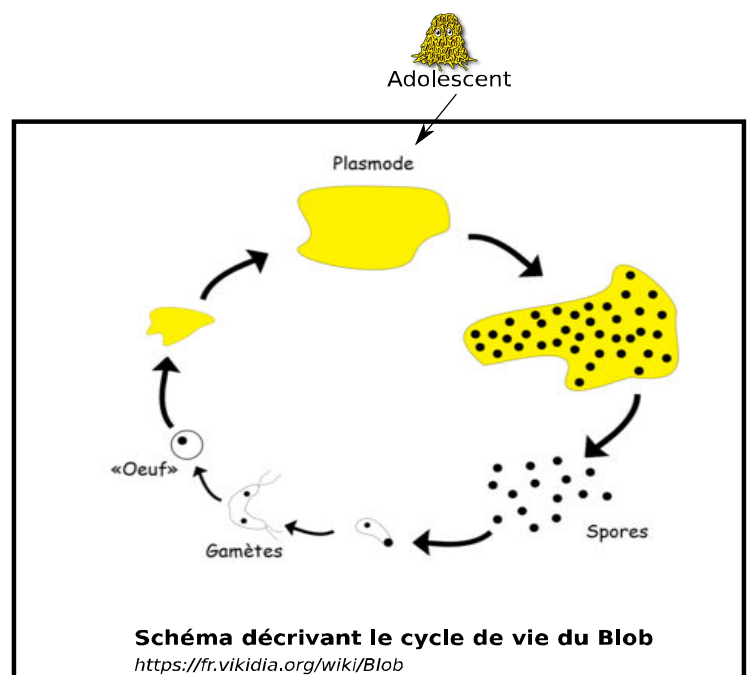 Adolescent
Plasmode
«Oeuf»
Gamètes
Spores
Schéma décrivant le cycle de vie du Blob
https://fr.vikidia.org/wiki/Blob